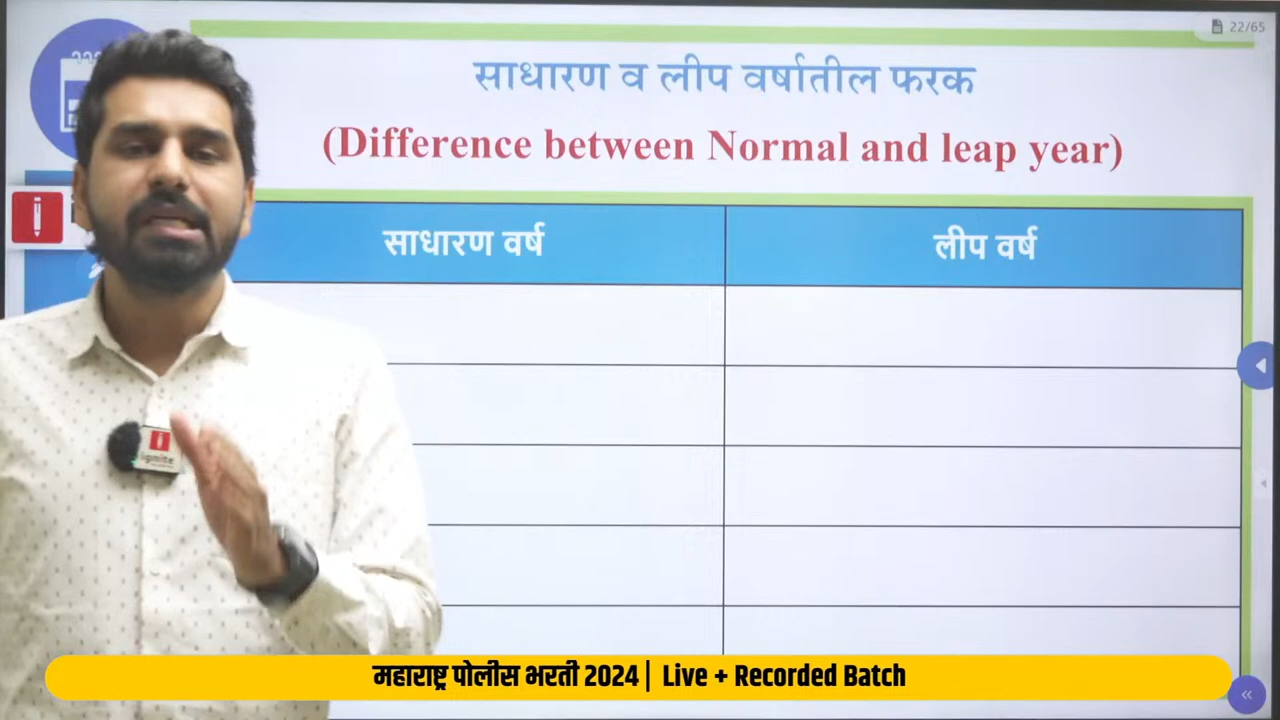 22/65
साधारण व लीप वर्षातील फरक
(Difference between Normal and leap year)
साधारण वर्ष
लीप वर्ष
ignite
महाराष्ट्र पोलीस भरती 2024 | Live + Recorded Batch